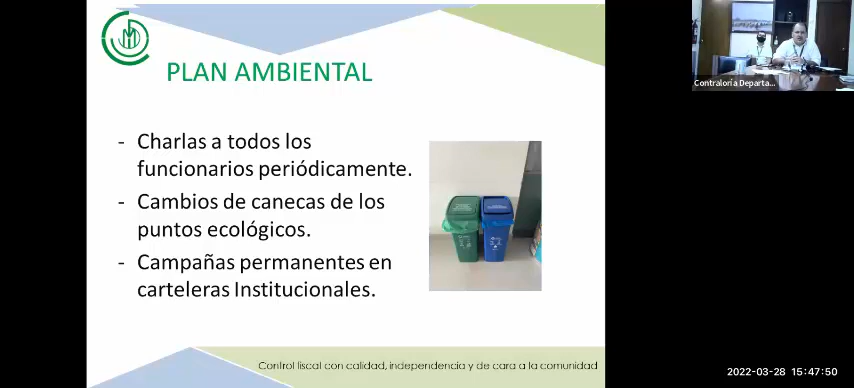 PLAN AMBIENTAL
- Charlas a todos los
funcionarios periódicamente.
- Cambios de canecas de los
puntos ecológicos.
- Campañas permanentes en
carteleras Institucionales.
Control fiscal con calidad, independencia y de cara a la comunidad
Contraloría Departa...
2022-03-28 15:47:50